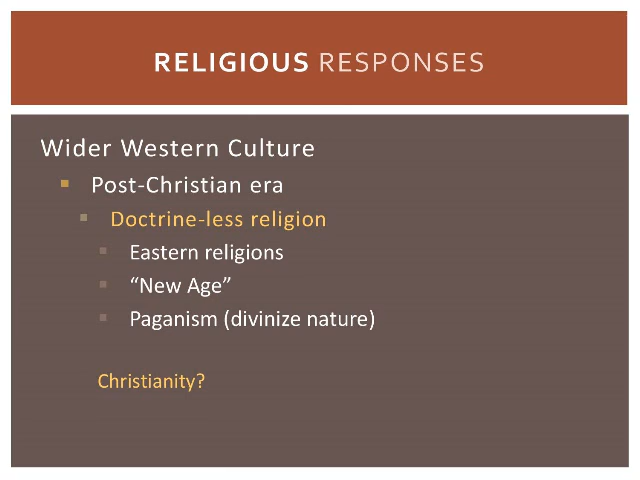 RELIGIOUS RESPONSES
Wider Western Culture
Post-Christian era
Doctrine-less religion
Eastern religions
“New Age”
Paganism (divinize nature)
Christianity?